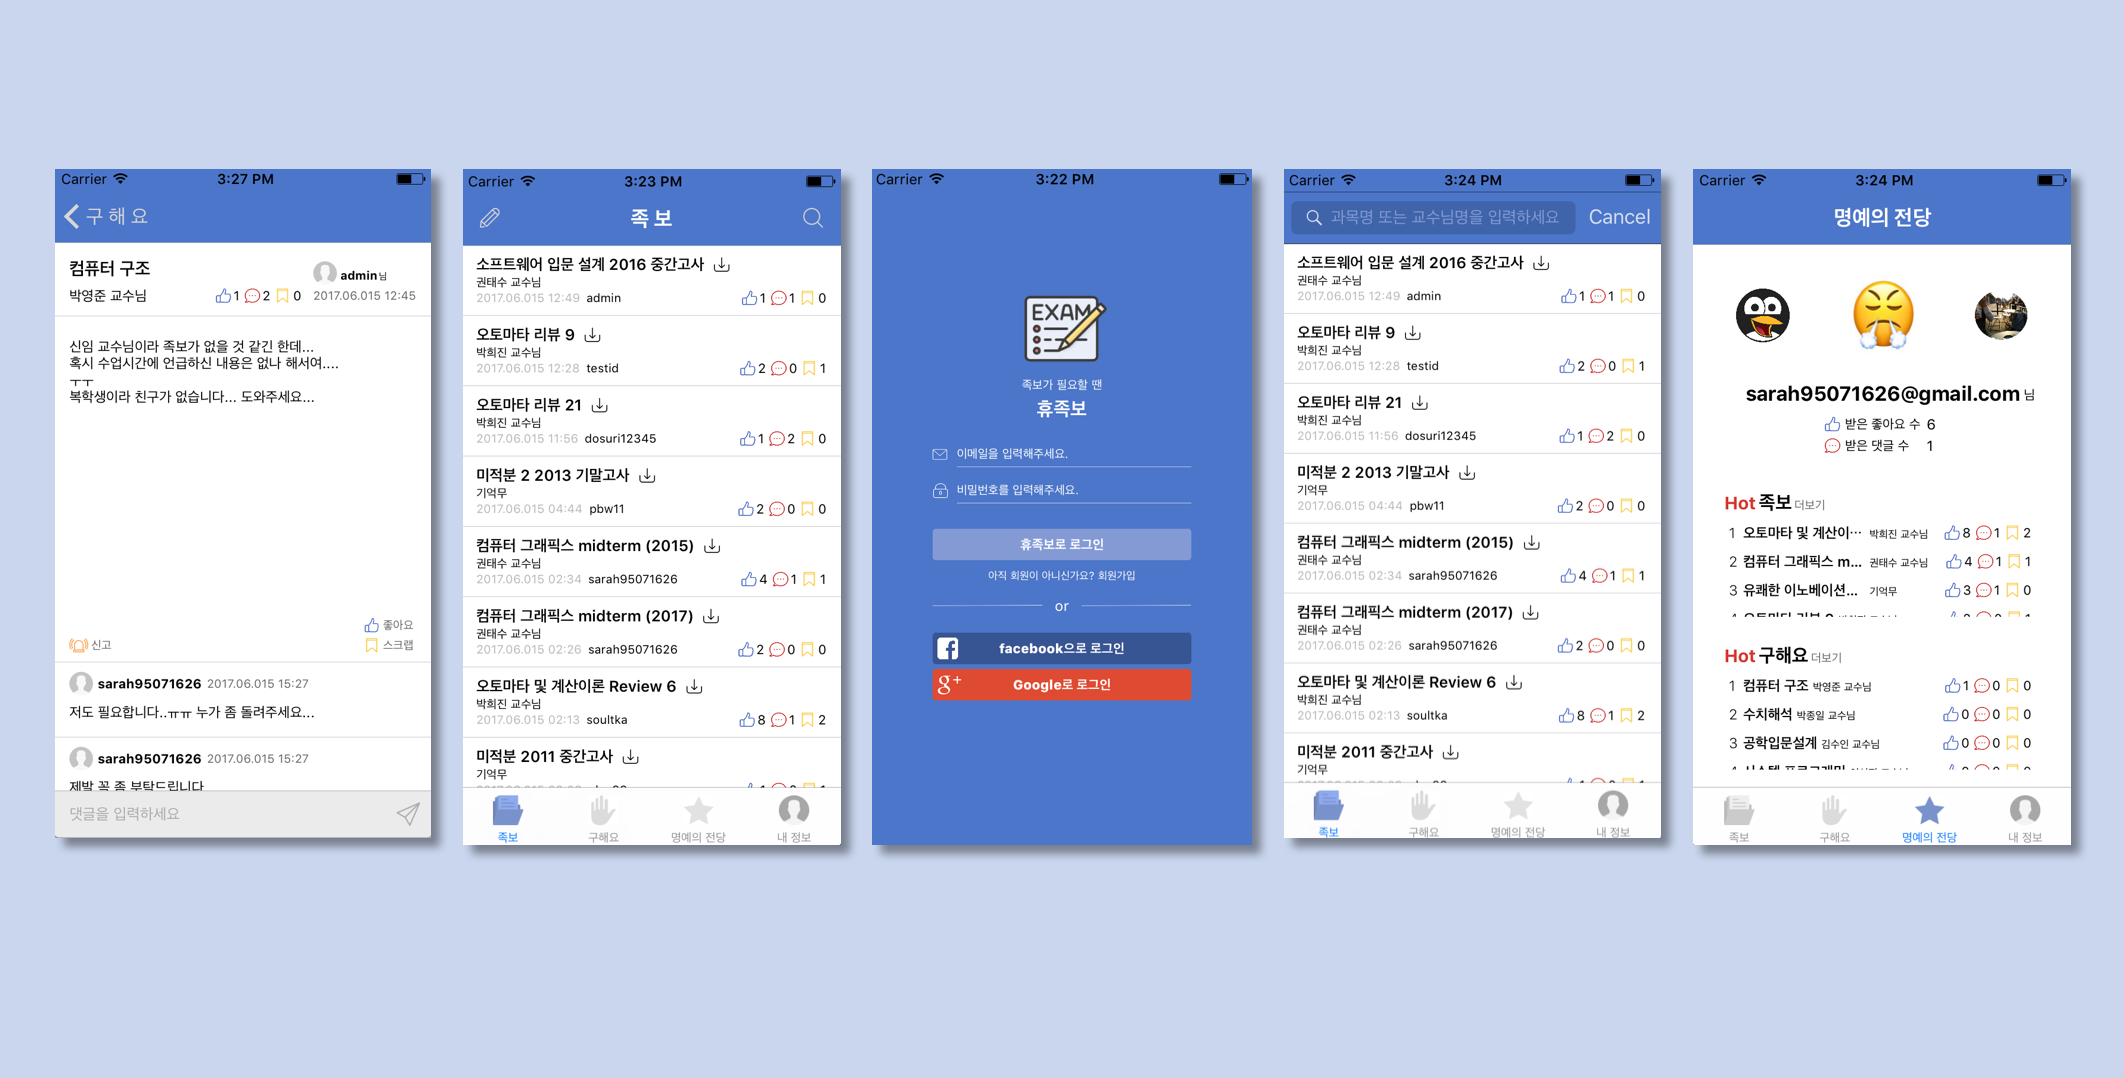 Carrier 3:27 PM
구 해 요
컴퓨터 구조
admin님
박영준 교수님 1 2 0 2017.06.015 12:45
신임 교수님이라 족보가 없을 것 같긴 한데...
혹시 수업시간에 언급하신 내용은 없나 해서여....
ㅜㅜ
복학생이라 친구가 없습니다... 도와주세요...
좋아요
신고 스크랩
sarah95071626 2017.06.015 15:27
저도 필요합니다..ㅠㅠ 누가 좀 돌려주세요...
sarah95071626 2017.06.015 15:27
제발 꼭 좀 부탁드립니다
댓글을 입력하세요
Carrier 3:23 PM
족 보
소프트웨어 입문 설계 2016 중간고사
권태수 교수님
2017.06.015 12:49 admin 1 1 0
오토마타 리뷰 9
박희진 교수님
2017.06.015 12:28 testid 2 0 1
오토마타 리뷰 21
박희진 교수님
2017.06.015 11:56 dosuri12345 1 2 0
미적분 2 2013 기말고사
기억무
2017.06.015 04:44 pbw11 2 0 0
컴퓨터 그래픽스 midterm (2015)
권태수 교수님
2017.06.015 02:34 sarah95071626 4 1 1
컴퓨터 그래픽스 midterm (2017)
권태수 교수님
2017.06.015 02:26 sarah95071626 2 0 0
오토마타 및 계산이론 Review 6
박희진 교수님
2017.06.015 02:13 soultka 8 1 2
미적분 2011 중간고사
기억무
족보 구해요 명예의 전당 내 정보
Carrier 3:22 PM
EXAM
족보가 필요할 땐
휴족보
이메일을 입력해주세요.
비밀번호를 입력해주세요.
휴족보로 로그인
아직 회원이 아니신가요? 회원가입
or
facebook으로 로그인
g+ Google로 로그인
Carrier 3:24 PM
과목명 또는 교수님명을 입력하세요 Cancel
소프트웨어 입문 설계 2016 중간고사
권태수 교수님
2017.06.015 12:49 admin 1 1 0
오토마타 리뷰 9
박희진 교수님
2017.06.015 12:28 testid 2 0 1
오토마타 리뷰 21
박희진 교수님
2017.06.015 11:56 dosuri12345 1 2 0
미적분 2 2013 기말고사
기억무
2017.06.015 04:44 pbw11 2 0 0
컴퓨터 그래픽스 midterm (2015)
권태수 교수님
2017.06.015 02:34 sarah95071626 4 1 1
컴퓨터 그래픽스 midterm (2017)
권태수 교수님
2017.06.015 02:26 sarah95071626 2 0 0
오토마타 및 계산이론 Review 6
박희진 교수님
2017.06.015 02:13 soultka 8 1 2
미적분 2011 중간고사
기억무
족보 구해요 명예의 전당 내 정보
Carrier 3:24 PM
명예의 전당
sarah95071626@gmail.com 님
받은 좋아요 수 6
받은 댓글 수 1
Hot 족보 더보기
1 오토마타 및 계산이... 박희진 교수님 8 1 2
2 컴퓨터 그래픽스 m... 권태수 교수님 4 1 1
3 유쾌한 이노베이션... 기억무 3 1 0
Hot 구해요 더보기
1 컴퓨터 구조 박영준 교수님 1 0 0
2 수치해석 박종일 교수님 0 0 0
3 공학입문설계 김수인 교수님 0 0 0
족보 구해요 명예의 전당 내 정보